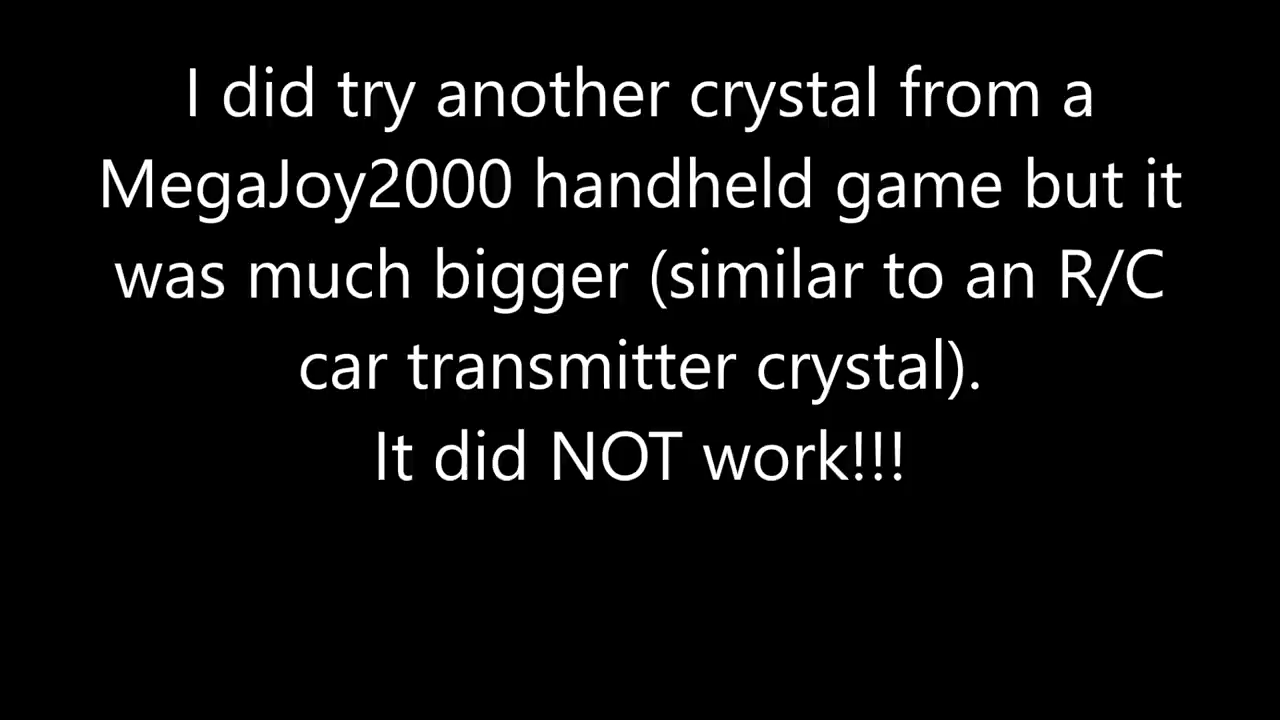 I did try another crystal from a
MegaJoy2000 handheld game but it
was much bigger (similar to an R/C
car transmitter crystal).
It did NOT work!!!